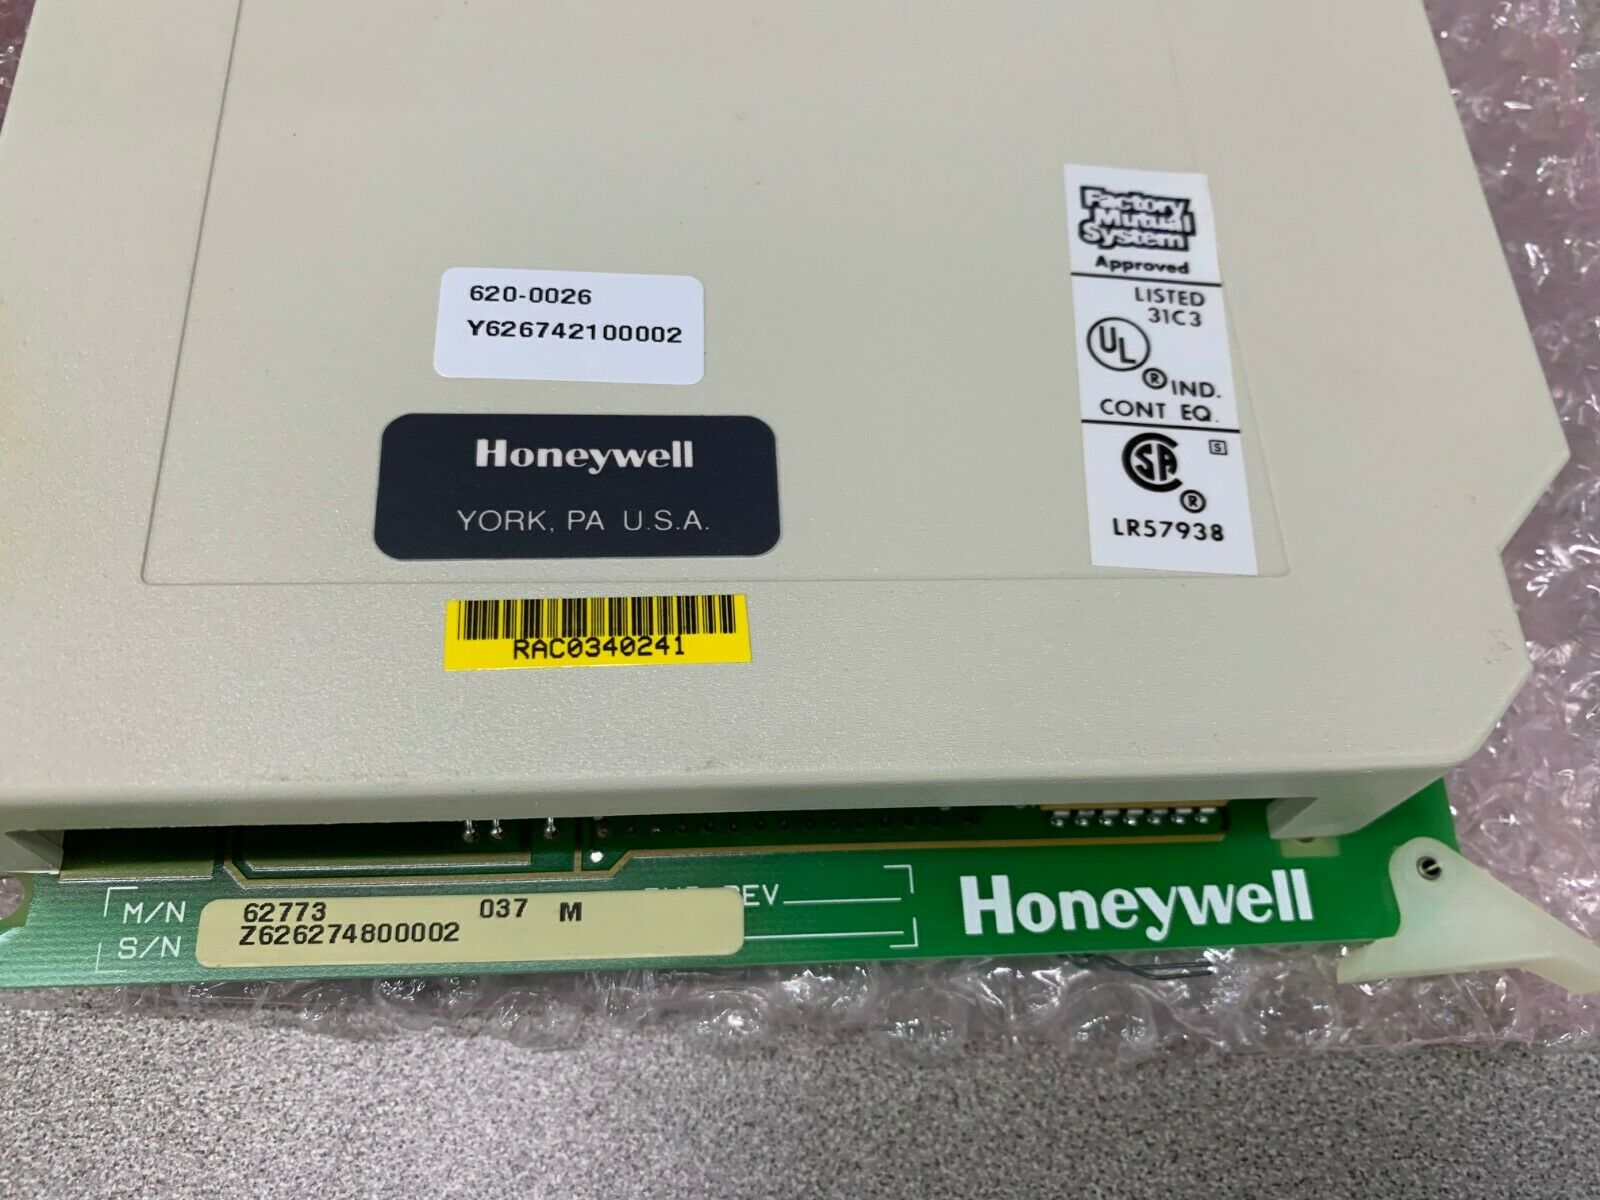 Factory
Mutual
System
Approved
LISTED
31C3
UL
® IND.
CONT EQ.
SA
S
®
LR57938
620-0026
Y626742100002
Honeywell
YORK, PA U.S.A.
RAC0340241
M/N 62773 037 M
REV
S/N Z626274800002
Honeywell